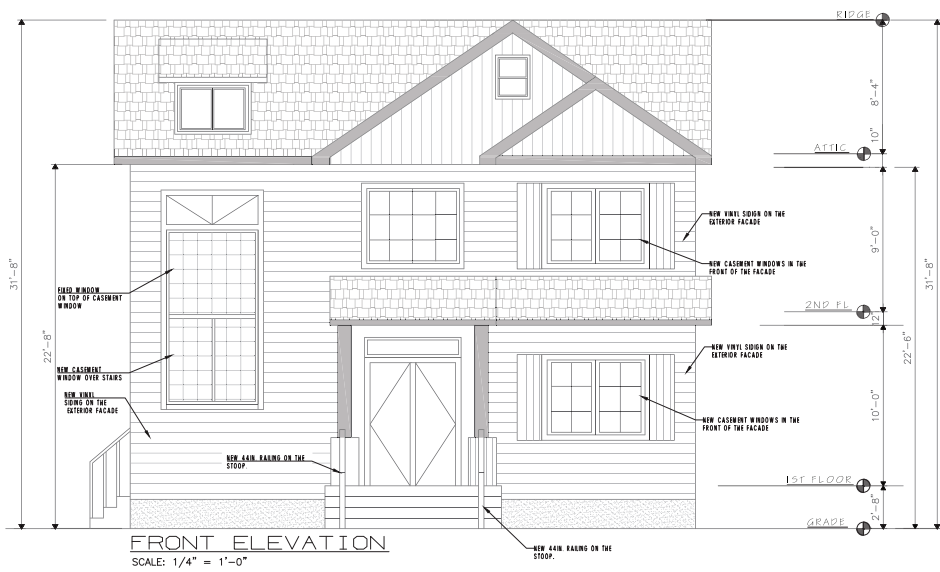 RIDGE
8'-4"
10"
ATTIC
31'-8"
NEW VINYL SIDIGN ON THE
EXTERIOR FACADE
9'-0"
31'-8"
NEW CASEMENT WINDOWS IN THE
FRONT OF THE FACADE
FIXED WINDOW
ON TOP OF CASEMENT
WINDOW
2ND FL
12"
22'-8"
NEW VINYL SIDIGN ON THE
EXTERIOR FACADE
22'-6"
NEW CASEMENT
WINDOW OVER STAIRS
NEW VINYL
SIDING ON THE
EXTERIOR FACADE
10'-0"
NEW CASEMENT WINDOWS IN THE
FRONT OF THE FACADE
NEW 44IN. RAILING ON THE
STOOP.
1ST FLOOR
2'-8"
GRADE
FRONT ELEVATION
NEW 44IN. RAILING ON THE
STOOP.
SCALE: 1/4" = 1'-0"